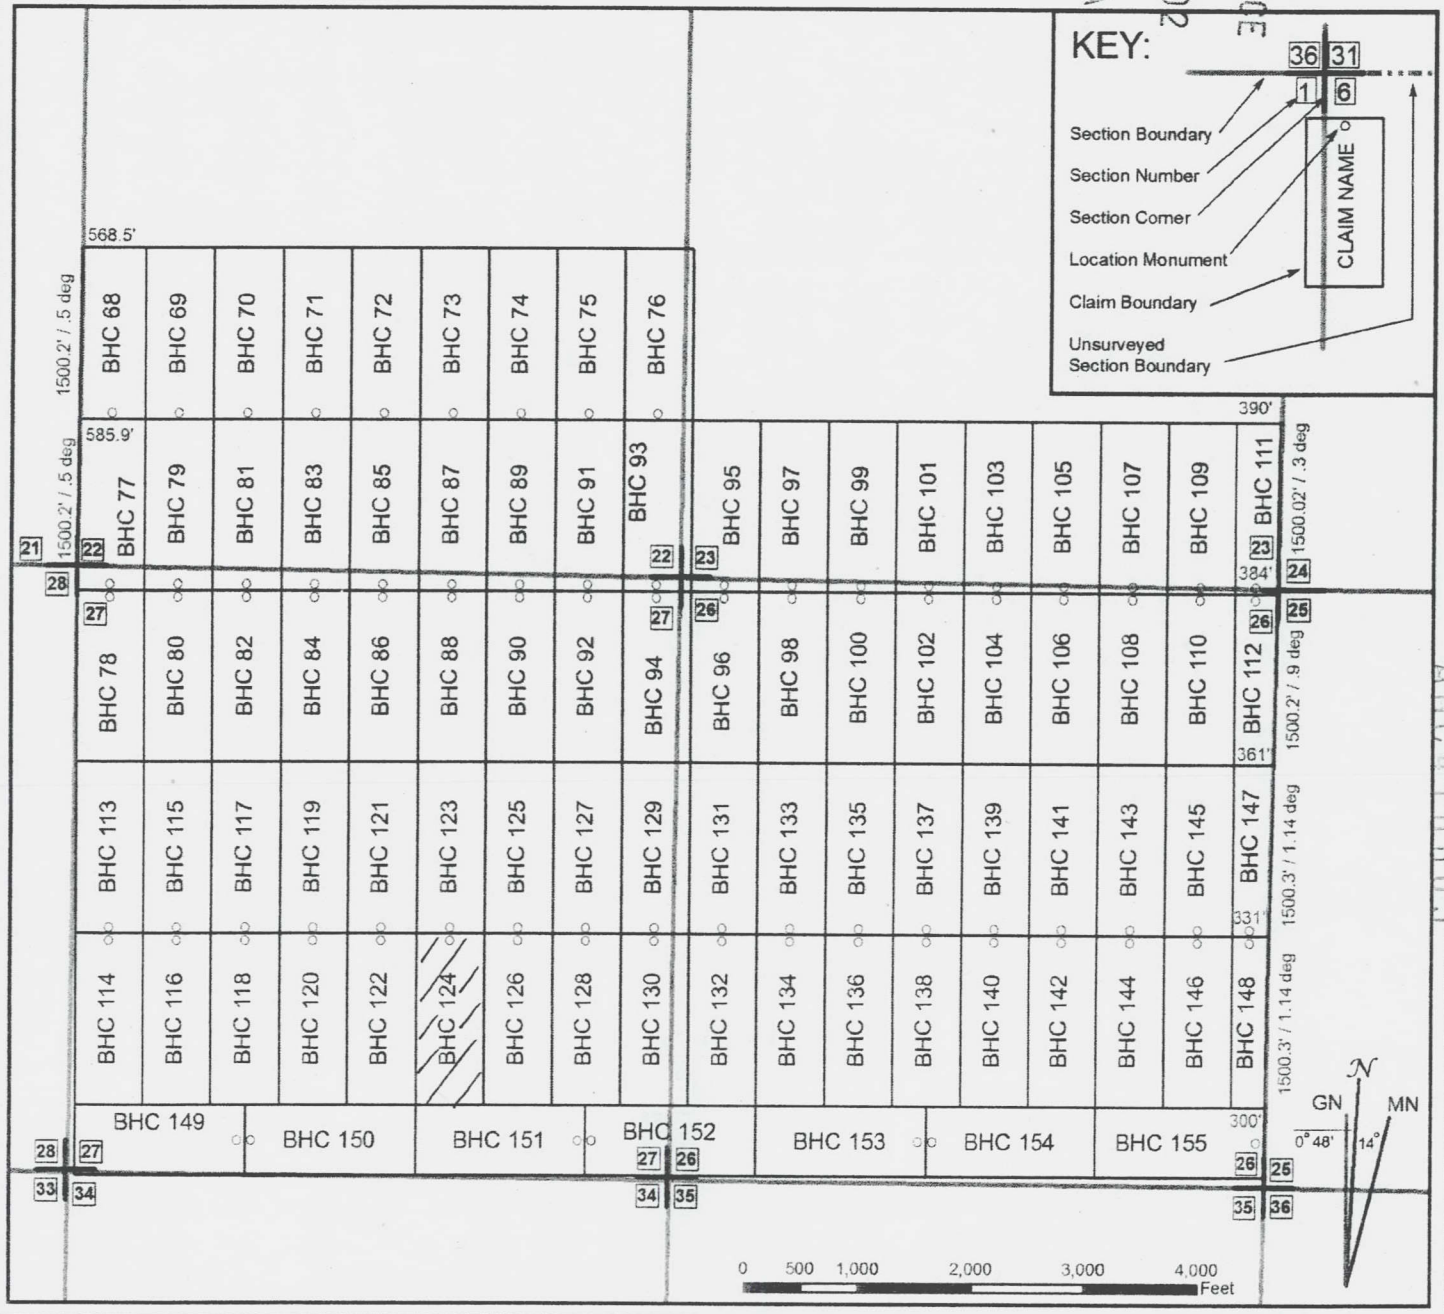 CE
02
KEY:
36 31
1 6
Section Boundary
Section Number
Section Corner
Location Monument
Claim Boundary
Unsurveyed
Section Boundary
CLAIM NAME
568.5'
1500.2' / .5 deg
BHC 68 BHC 69 BHC 70 BHC 71 BHC 72 BHC 73 BHC 74 BHC 75 BHC 76
390'
585.9'
1500.2' / .5 deg
BHC 77 BHC 79 BHC 81 BHC 83 BHC 85 BHC 87 BHC 89 BHC 91 BHC 93 BHC 95 BHC 97 BHC 99 BHC 101 BHC 103 BHC 105 BHC 107 BHC 109 BHC 111
1500.02' / .3 deg
21 22 22 23 23 24
384'
28 27 27 26 26 25
BHC 78 BHC 80 BHC 82 BHC 84 BHC 86 BHC 88 BHC 90 BHC 92 BHC 94 BHC 96 BHC 98 BHC 100 BHC 102 BHC 104 BHC 106 BHC 108 BHC 110 BHC 112
1500.2' / .9 deg
361'
BHC 113 BHC 115 BHC 117 BHC 119 BHC 121 BHC 123 BHC 125 BHC 127 BHC 129 BHC 131 BHC 133 BHC 135 BHC 137 BHC 139 BHC 141 BHC 143 BHC 145 BHC 147
1500.3' / 1.14 deg
331'
BHC 114 BHC 116 BHC 118 BHC 120 BHC 122 BHC 124 BHC 126 BHC 128 BHC 130 BHC 132 BHC 134 BHC 136 BHC 138 BHC 140 BHC 142 BHC 144 BHC 146 BHC 148
1500.3' / 1.14 deg
300'
BHC 149 BHC 150 BHC 151 BHC 152 BHC 153 BHC 154 BHC 155
28 27 27 26 26 25
33 34 34 35 35 36
N
GN MN
0° 48' 14°
0 500 1,000 2,000 3,000 4,000
Feet